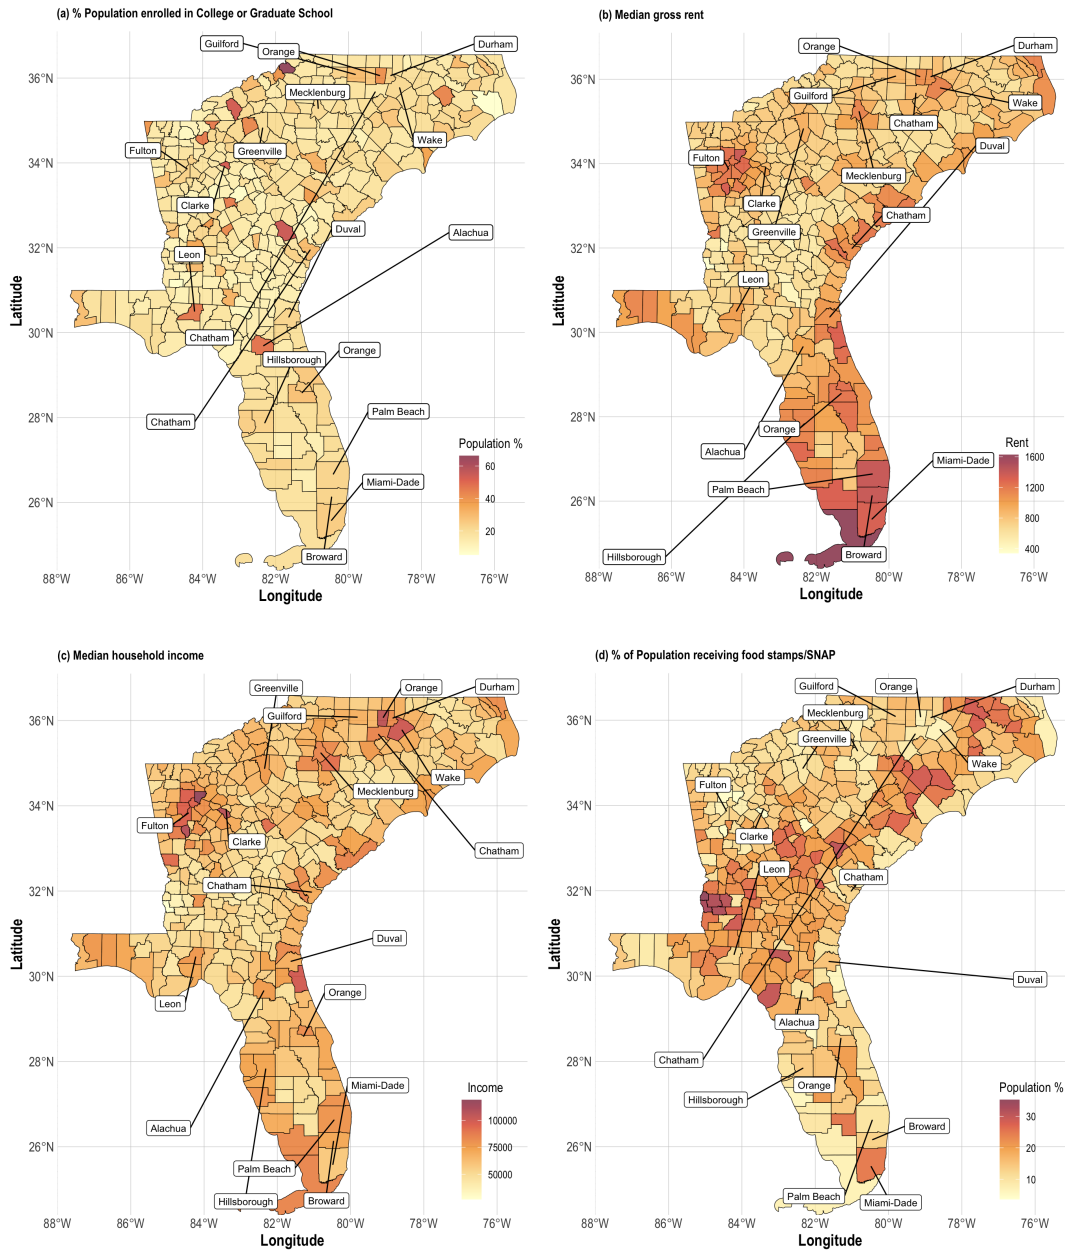 (a) % Population enrolled in College or Graduate School
Guilford
Orange
Durham
Mecklenburg
Wake
Fulton
Greenville
Clarke
Leon
Duval
Alachua
Chatham
Hillsborough
Orange
Chatham
Palm Beach
Miami-Dade
Broward
Population %
60
40
20
36°N
34°N
32°N
30°N
28°N
26°N
Latitude
88°W 86°W 84°W 82°W 80°W 78°W 76°W
Longitude
(b) Median gross rent
Orange
Durham
Guilford
Wake
Chatham
Duval
Fulton
Mecklenburg
Clarke
Chatham
Greenville
Leon
Orange
Alachua
Palm Beach
Miami-Dade
Hillsborough
Broward
Rent
1600
1200
800
400
36°N
34°N
32°N
30°N
28°N
26°N
Latitude
88°W 86°W 84°W 82°W 80°W 78°W 76°W
Longitude
(c) Median household income
Greenville
Orange
Durham
Guilford
Wake
Mecklenburg
Fulton
Clarke
Chatham
Chatham
Duval
Leon
Orange
Miami-Dade
Alachua
Palm Beach
Hillsborough
Broward
Income
100000
75000
50000
36°N
34°N
32°N
30°N
28°N
26°N
Latitude
88°W 86°W 84°W 82°W 80°W 78°W 76°W
Longitude
(d) % of Population receiving food stamps/SNAP
Guilford
Orange
Durham
Mecklenburg
Greenville
Wake
Fulton
Clarke
Leon
Chatham
Duval
Alachua
Chatham
Orange
Hillsborough
Broward
Palm Beach
Miami-Dade
Population %
30
20
10
36°N
34°N
32°N
30°N
28°N
26°N
Latitude
88°W 86°W 84°W 82°W 80°W 78°W 76°W
Longitude